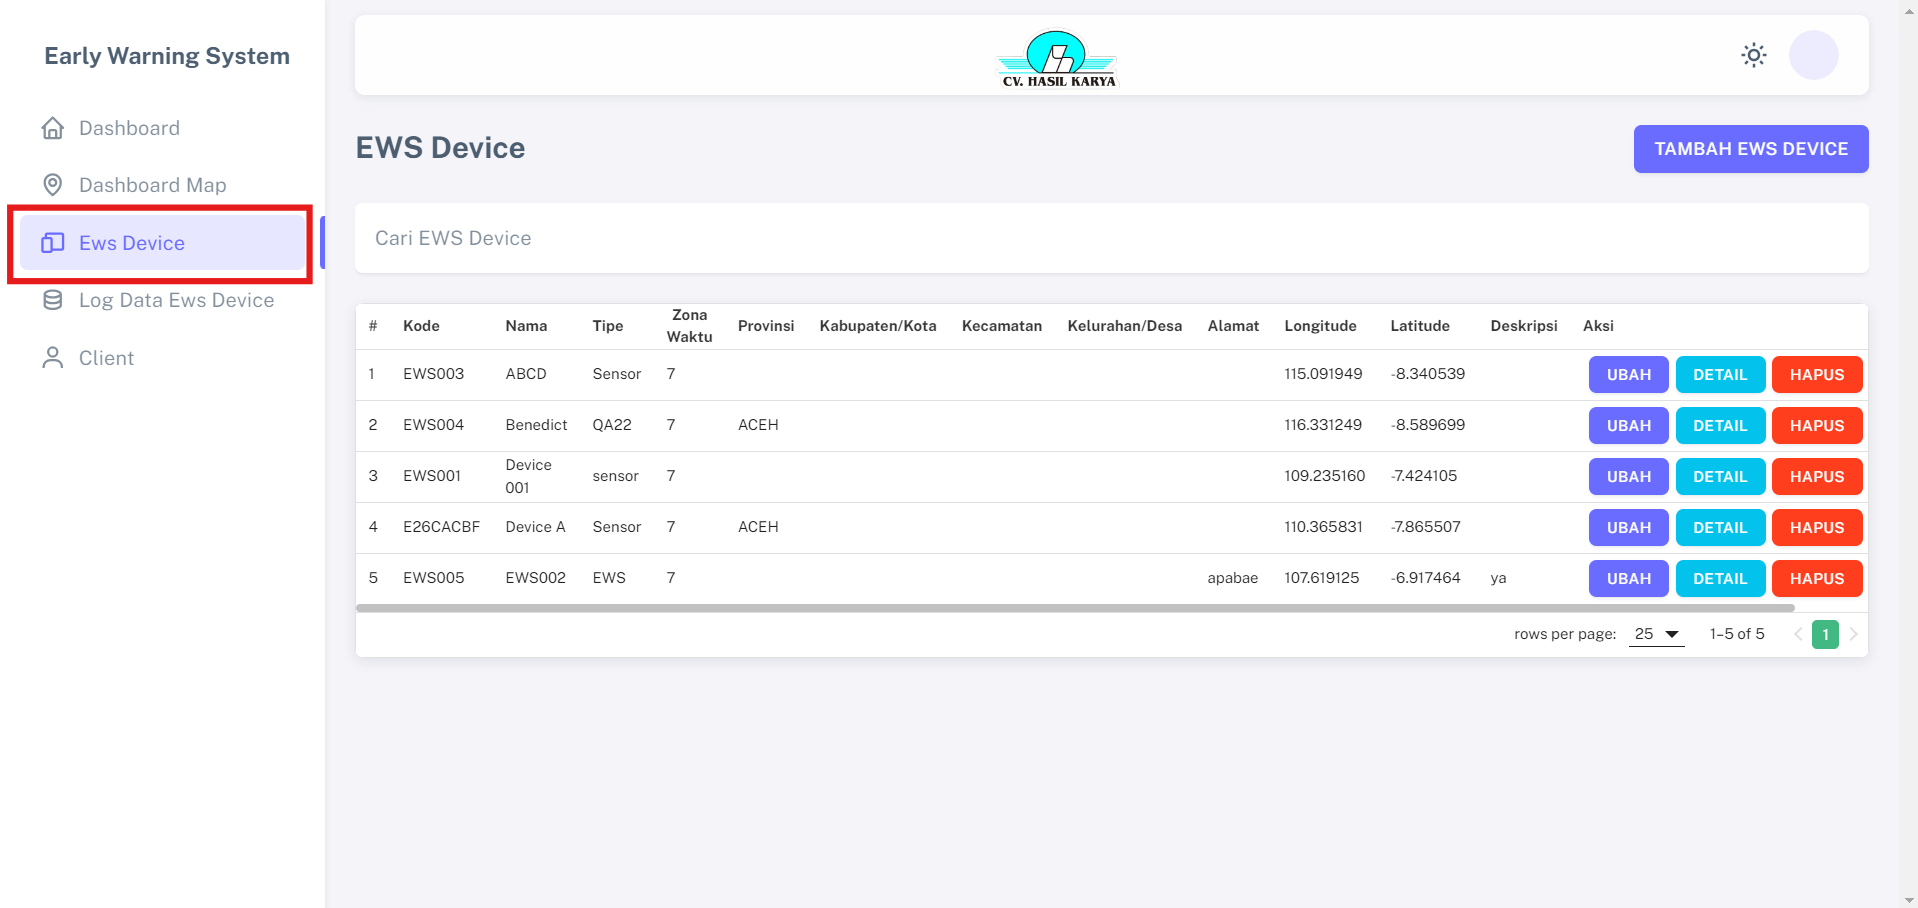 Early Warning System
Dashboard
Dashboard Map
Ews Device
Log Data Ews Device
Client
CV. HASIL KARYA
EWS Device
TAMBAH EWS DEVICE
Cari EWS Device
# Kode Nama Tipe Zona Waktu Provinsi Kabupaten/Kota Kecamatan Kelurahan/Desa Alamat Longitude Latitude Deskripsi Aksi
1 EWS003 ABCD Sensor 7 115.091949 -8.340539 UBAH DETAIL HAPUS
2 EWS004 Benedict QA22 7 ACEH 116.331249 -8.589699 UBAH DETAIL HAPUS
3 EWS001 Device 001 sensor 7 109.235160 -7.424105 UBAH DETAIL HAPUS
4 E26CACBF Device A Sensor 7 ACEH 110.365831 -7.865507 UBAH DETAIL HAPUS
5 EWS005 EWS002 EWS 7 apabae 107.619125 -6.917464 ya UBAH DETAIL HAPUS
rows per page: 25 1–5 of 5 1